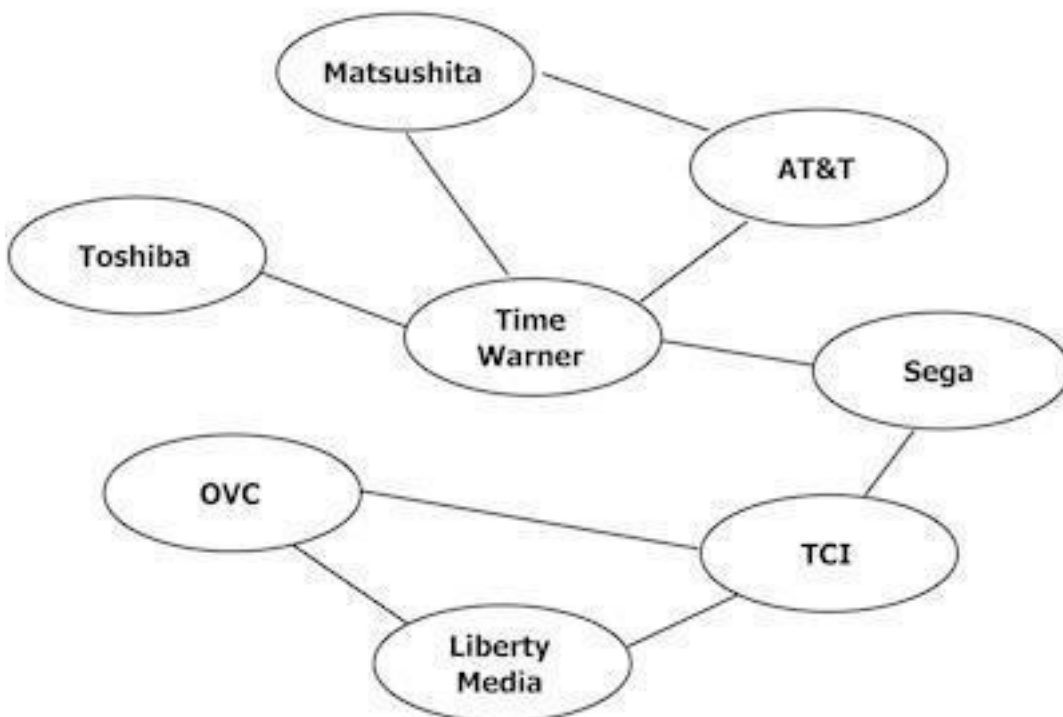 Matsushita
AT&T
Toshiba
Time
Warner
Sega
OVC
TCI
Liberty
Media